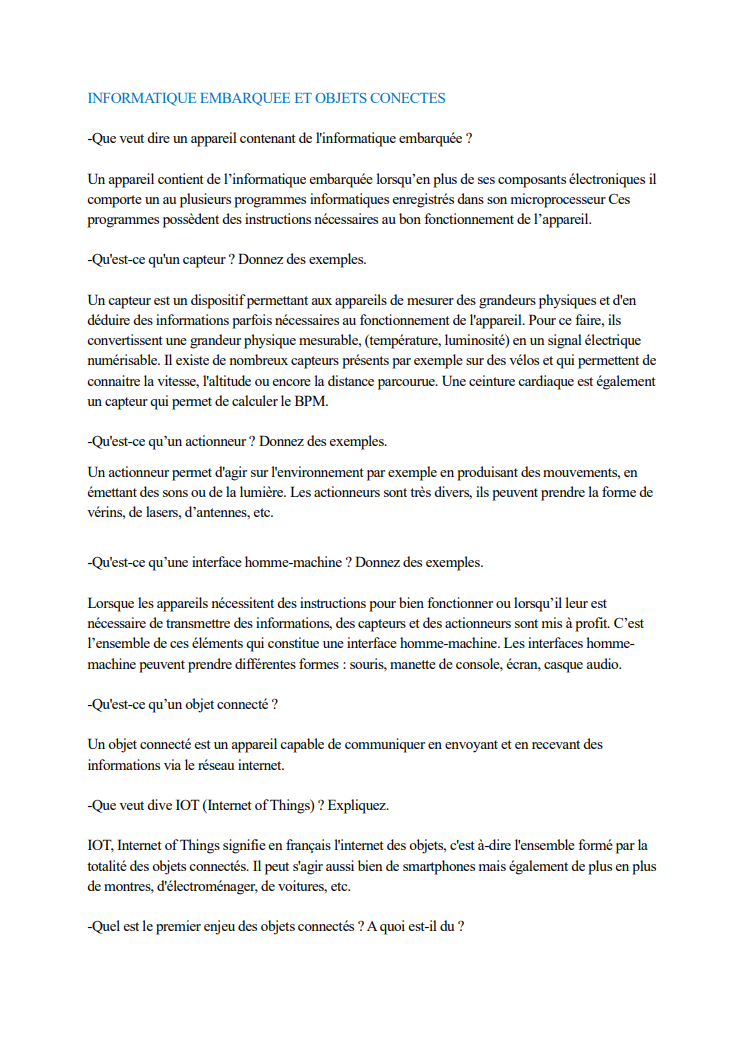 INFORMATIQUE EMBARQUEE ET OBJETS CONECTES
-Que veut dire un appareil contenant de l'informatique embarquée ?
Un appareil contient de l’informatique embarquée lorsqu’en plus de ses composants électroniques il
comporte un au plusieurs programmes informatiques enregistrés dans son microprocesseur Ces
programmes possèdent des instructions nécessaires au bon fonctionnement de l’appareil.
-Qu'est-ce qu'un capteur ? Donnez des exemples.
Un capteur est un dispositif permettant aux appareils de mesurer des grandeurs physiques et d'en
déduire des informations parfois nécessaires au fonctionnement de l'appareil. Pour ce faire, ils
convertissent une grandeur physique mesurable, (température, luminosité) en un signal électrique
numérisable. Il existe de nombreux capteurs présents par exemple sur des vélos et qui permettent de
connaitre la vitesse, l'altitude ou encore la distance parcourue. Une ceinture cardiaque est également
un capteur qui permet de calculer le BPM.
-Qu'est-ce qu’un actionneur ? Donnez des exemples.
Un actionneur permet d'agir sur l'environnement par exemple en produisant des mouvements, en
émettant des sons ou de la lumière. Les actionneurs sont très divers, ils peuvent prendre la forme de
vérins, de lasers, d’antennes, etc.
-Qu'est-ce qu’une interface homme-machine ? Donnez des exemples.
Lorsque les appareils nécessitent des instructions pour bien fonctionner ou lorsqu’il leur est
nécessaire de transmettre des informations, des capteurs et des actionneurs sont mis à profit. C’est
l’ensemble de ces éléments qui constitue une interface homme-machine. Les interfaces homme-
machine peuvent prendre différentes formes : souris, manette de console, écran, casque audio.
-Qu'est-ce qu’un objet connecté ?
Un objet connecté est un appareil capable de communiquer en envoyant et en recevant des
informations via le réseau internet.
-Que veut dive IOT (Internet of Things) ? Expliquez.
IOT, Internet of Things signifie en français l'internet des objets, c'est à-dire l'ensemble formé par la
totalité des objets connectés. Il peut s'agir aussi bien de smartphones mais également de plus en plus
de montres, d'électroménager, de voitures, etc.
-Quel est le premier enjeu des objets connectés ? A quoi est-il du ?